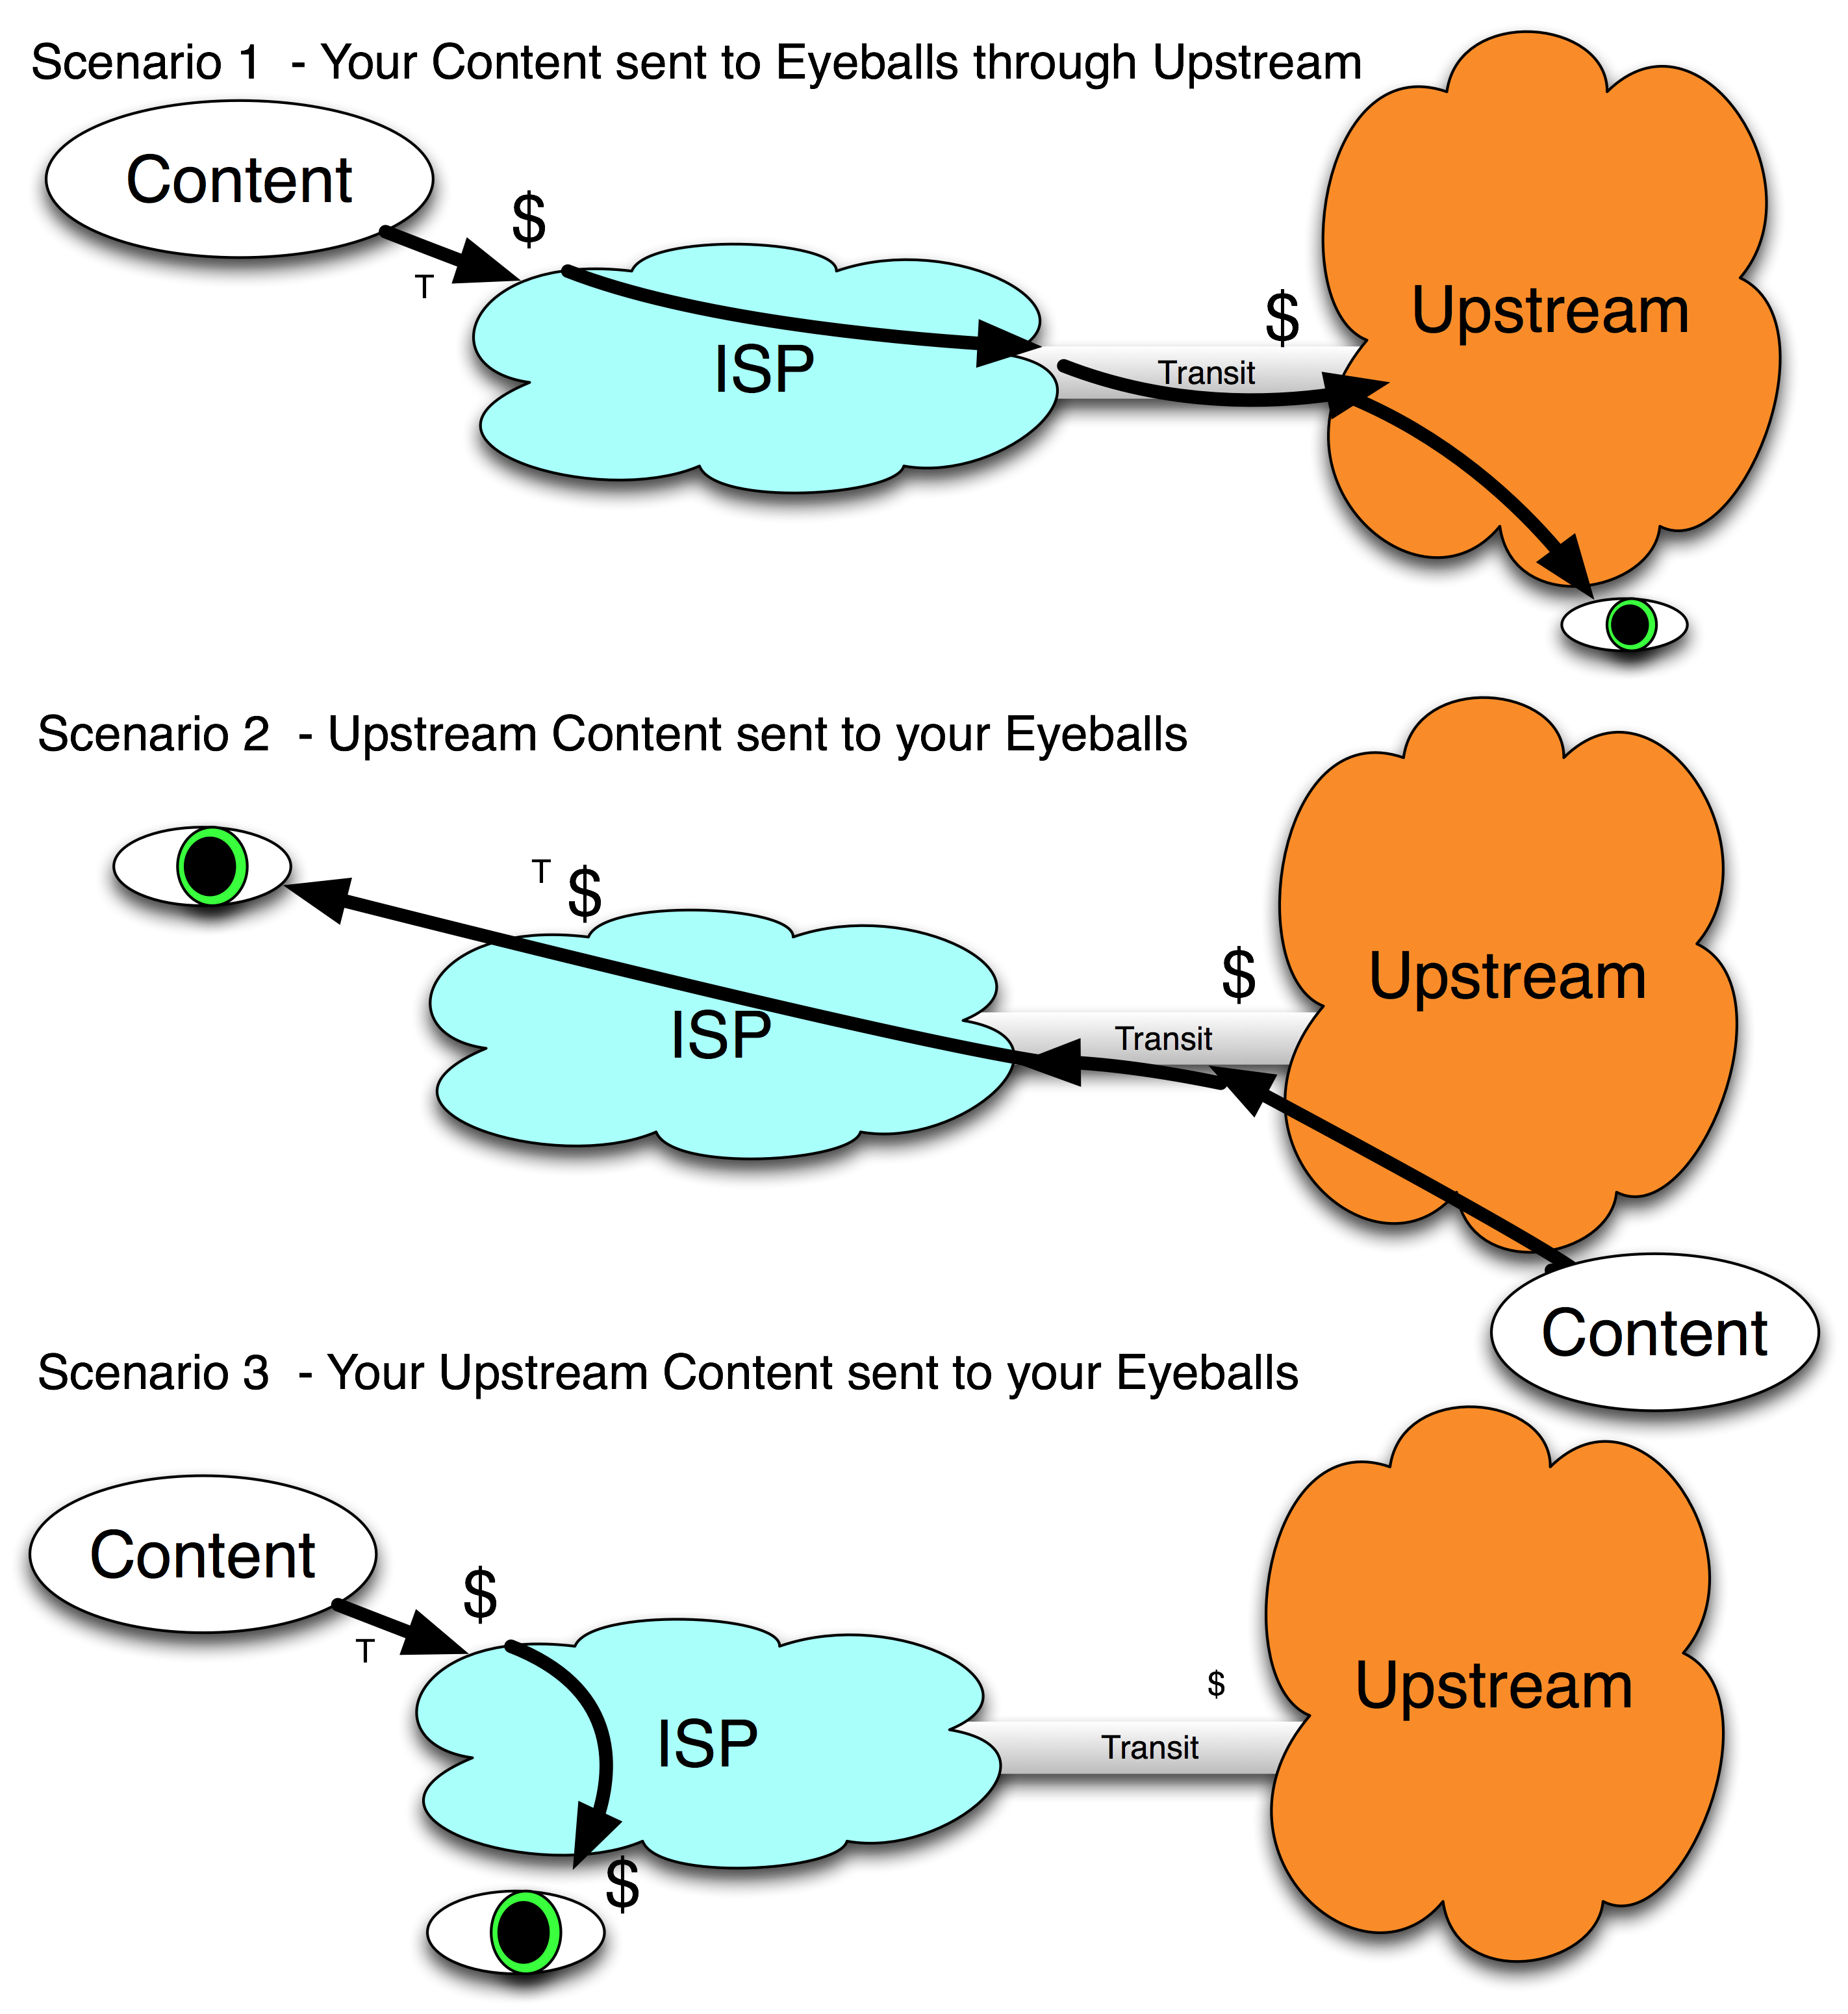 Scenario 1 - Your Content sent to Eyeballs through Upstream
Content
$
T
$
Upstream
ISP
Transit
Scenario 2 - Upstream Content sent to your Eyeballs
T $
$
Upstream
ISP
Transit
Content
Scenario 3 - Your Upstream Content sent to your Eyeballs
Content
$
T
$
Upstream
ISP
Transit
$